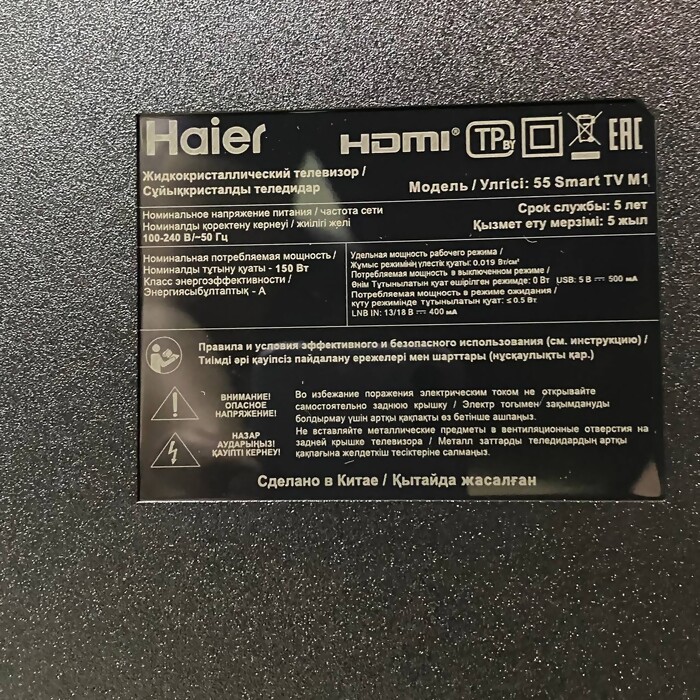 Haier HDMI® TP BY EAC
Жидкокристаллический телевизор /
Сұйыққристалды теледидар
Модель / Улгісі: 55 Smart TV M1
Номинальное напряжение питания / частота сети
Номиналды қоректену кернеуі / жиілігі желі
100-240 В/~50 Гц
Срок службы: 5 лет
Қызмет ету мерзімі: 5 жыл
Номинальная потребляемая мощность /
Номиналды тұтыну қуаты - 150 Вт
Класс энергоэффективности /
Энергиясыбұлтаптық - А
Удельная мощность рабочего режима /
Жұмыс режимінің улестік қуаты: 0,019 Вт/см²
Потребляемая мощность в выключенном режиме /
Өнім Тұтынылатын қуат өшірілген режимде: 0 Вт USB: 5 В ⎓ 500 мА
Потребляемая мощность в режиме ожидания /
күту режимінде тұтынылатын қуат: ≤ 0.5 Вт
LNB IN: 13/18 В ⎓ 400 мА
Правила и условия эффективного и безопасного использования (см. инструкцию) /
Тиімді әрі қауіпсіз пайдалану ережелері мен шарттары (нұсқаулықты қар.)
ВНИМАНИЕ!
ОПАСНОЕ
НАПРЯЖЕНИЕ!
НАЗАР
АУДАРЫҢЫЗ!
ҚАУІПТІ КЕРНЕУ!
Во избежание поражения электрическим током не открывайте
самостоятельно заднюю крышку / Электр тогымен зақымдануды
болдырмау үшін артқы қақпақты өз бетінше ашпаңыз.
Не вставляйте металлические предметы в вентиляционные отверстия на
задней крышке телевизора / Металл заттарды теледидардың артқы
қақпағына желдеткіш тесіктеріне салмаңыз.
Сделано в Китае / Қытайда жасалған